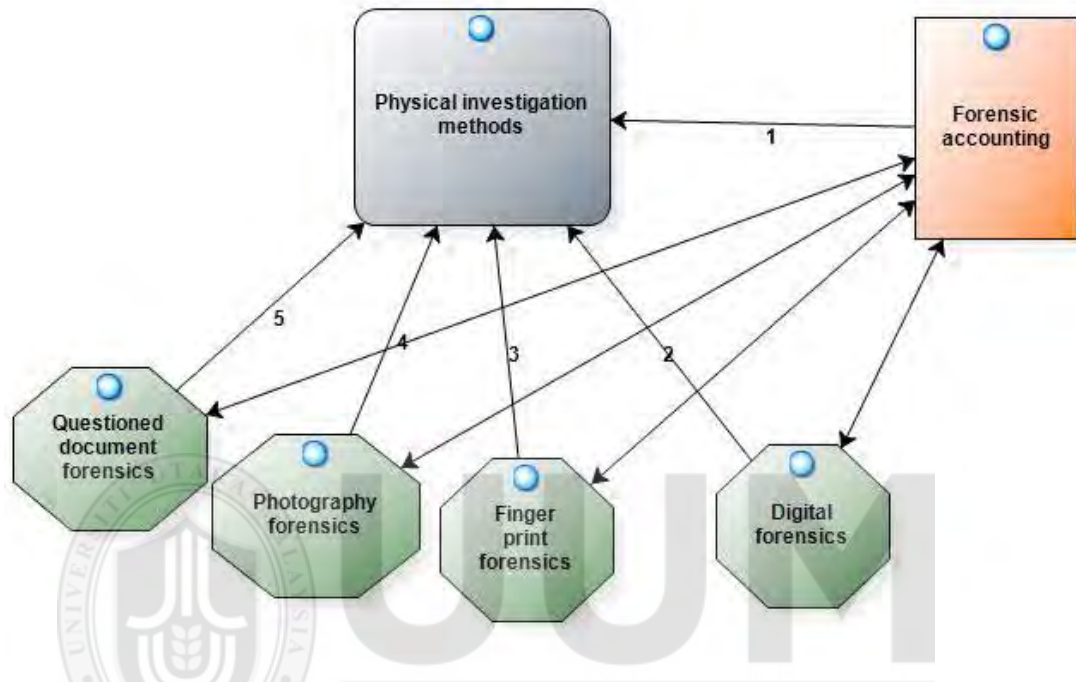 Physical investigation
methods
Forensic
accounting
1
5
4
3
2
Questioned
document
forensics
Photography
forensics
Finger
print
forensics
Digital
forensics
UUM